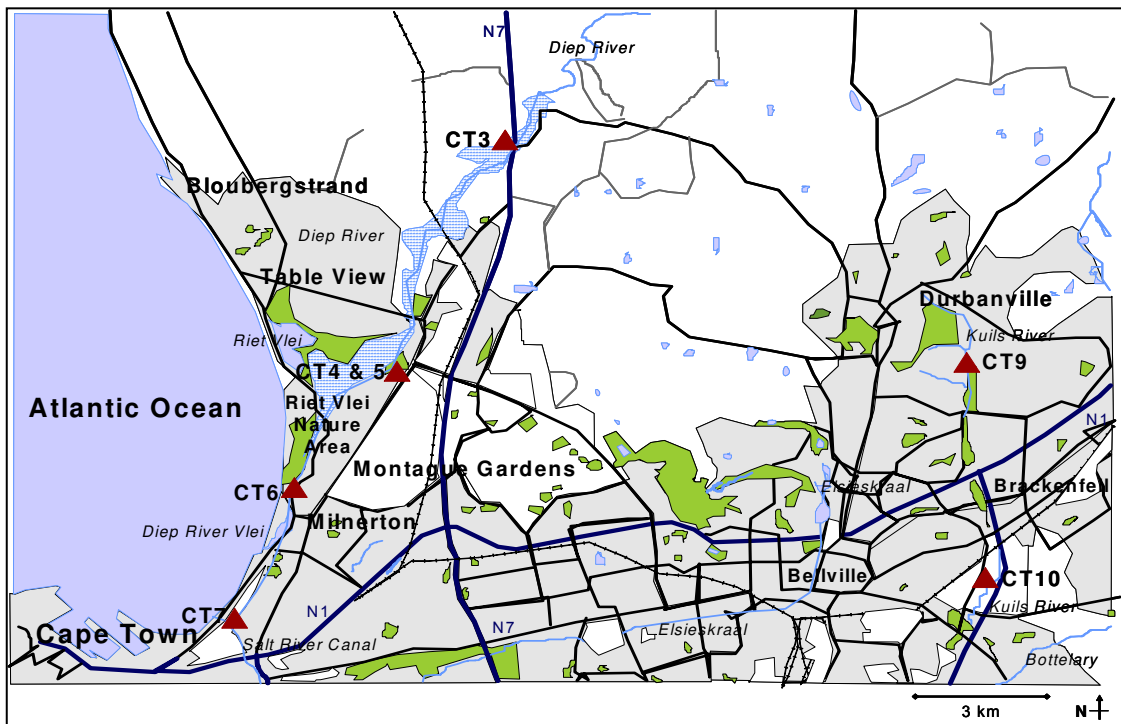 N7
Diep River
CT3
Bloubergstrand
Diep River
Table View
Durbanville
Riet Vlei
Kuils River
CT9
CT4 & 5
Atlantic Ocean
Riet Vlei
Nature
Area
N1
Montague Gardens
Elsieskraal
Brackenfell
CT6
Milnerton
Diep River Vlei
Bellville
CT10
CT7
N1
Kuils River
Cape Town
N7
Elsieskraal
Salt River Canal
Bottelary
3 km
N